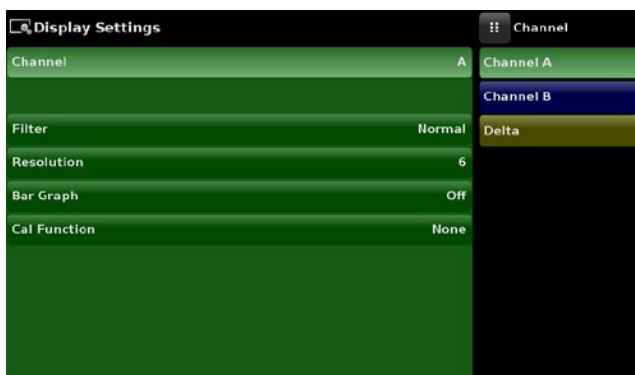 Display Settings
Channel A
Filter Normal
Resolution 6
Bar Graph Off
Cal Function None
Channel
Channel A
Channel B
Delta